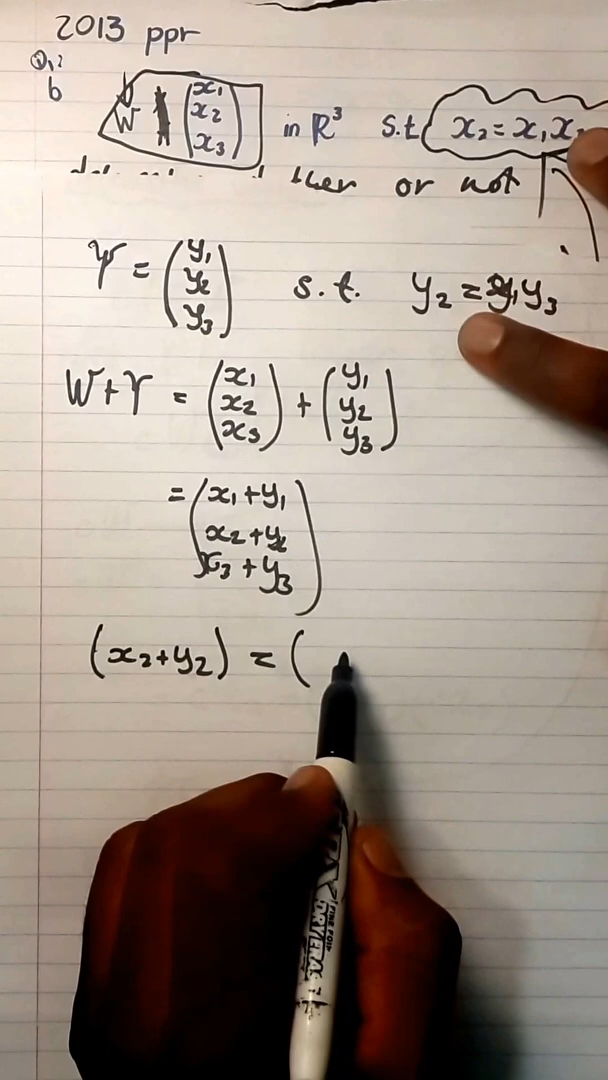 2013 ppr
Q.2
b
W (x₁ x₂ x₃) in ℝ³ s.t x₂ = x₁x
ther or not
Y = (y₁ y₂ y₃) s.t. y₂ = y₁y₃
W+Y = (x₁ x₂ x₃) + (y₁ y₂ y₃)
= (x₁+y₁ x₂+y₂ x₃+y₃)
(x₂+y₂) = (